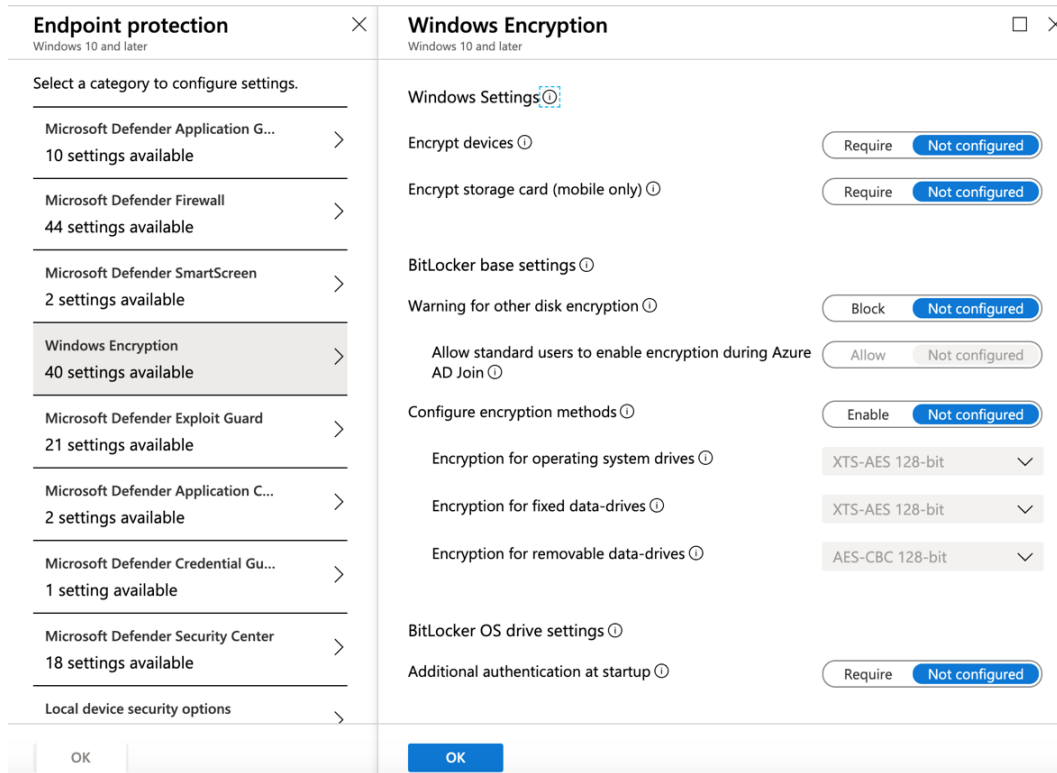 Endpoint protection
Windows 10 and later
Select a category to configure settings.
Microsoft Defender Application G...
10 settings available
Microsoft Defender Firewall
44 settings available
Microsoft Defender SmartScreen
2 settings available
Windows Encryption
40 settings available
Microsoft Defender Exploit Guard
21 settings available
Microsoft Defender Application C...
2 settings available
Microsoft Defender Credential Gu...
1 setting available
Microsoft Defender Security Center
18 settings available
Local device security options
OK
Windows Encryption
Windows 10 and later
Windows Settings
Encrypt devices
Require Not configured
Encrypt storage card (mobile only)
Require Not configured
BitLocker base settings
Warning for other disk encryption
Block Not configured
Allow standard users to enable encryption during Azure
AD Join
Allow Not configured
Configure encryption methods
Enable Not configured
Encryption for operating system drives
XTS-AES 128-bit
Encryption for fixed data-drives
XTS-AES 128-bit
Encryption for removable data-drives
AES-CBC 128-bit
BitLocker OS drive settings
Additional authentication at startup
Require Not configured
OK